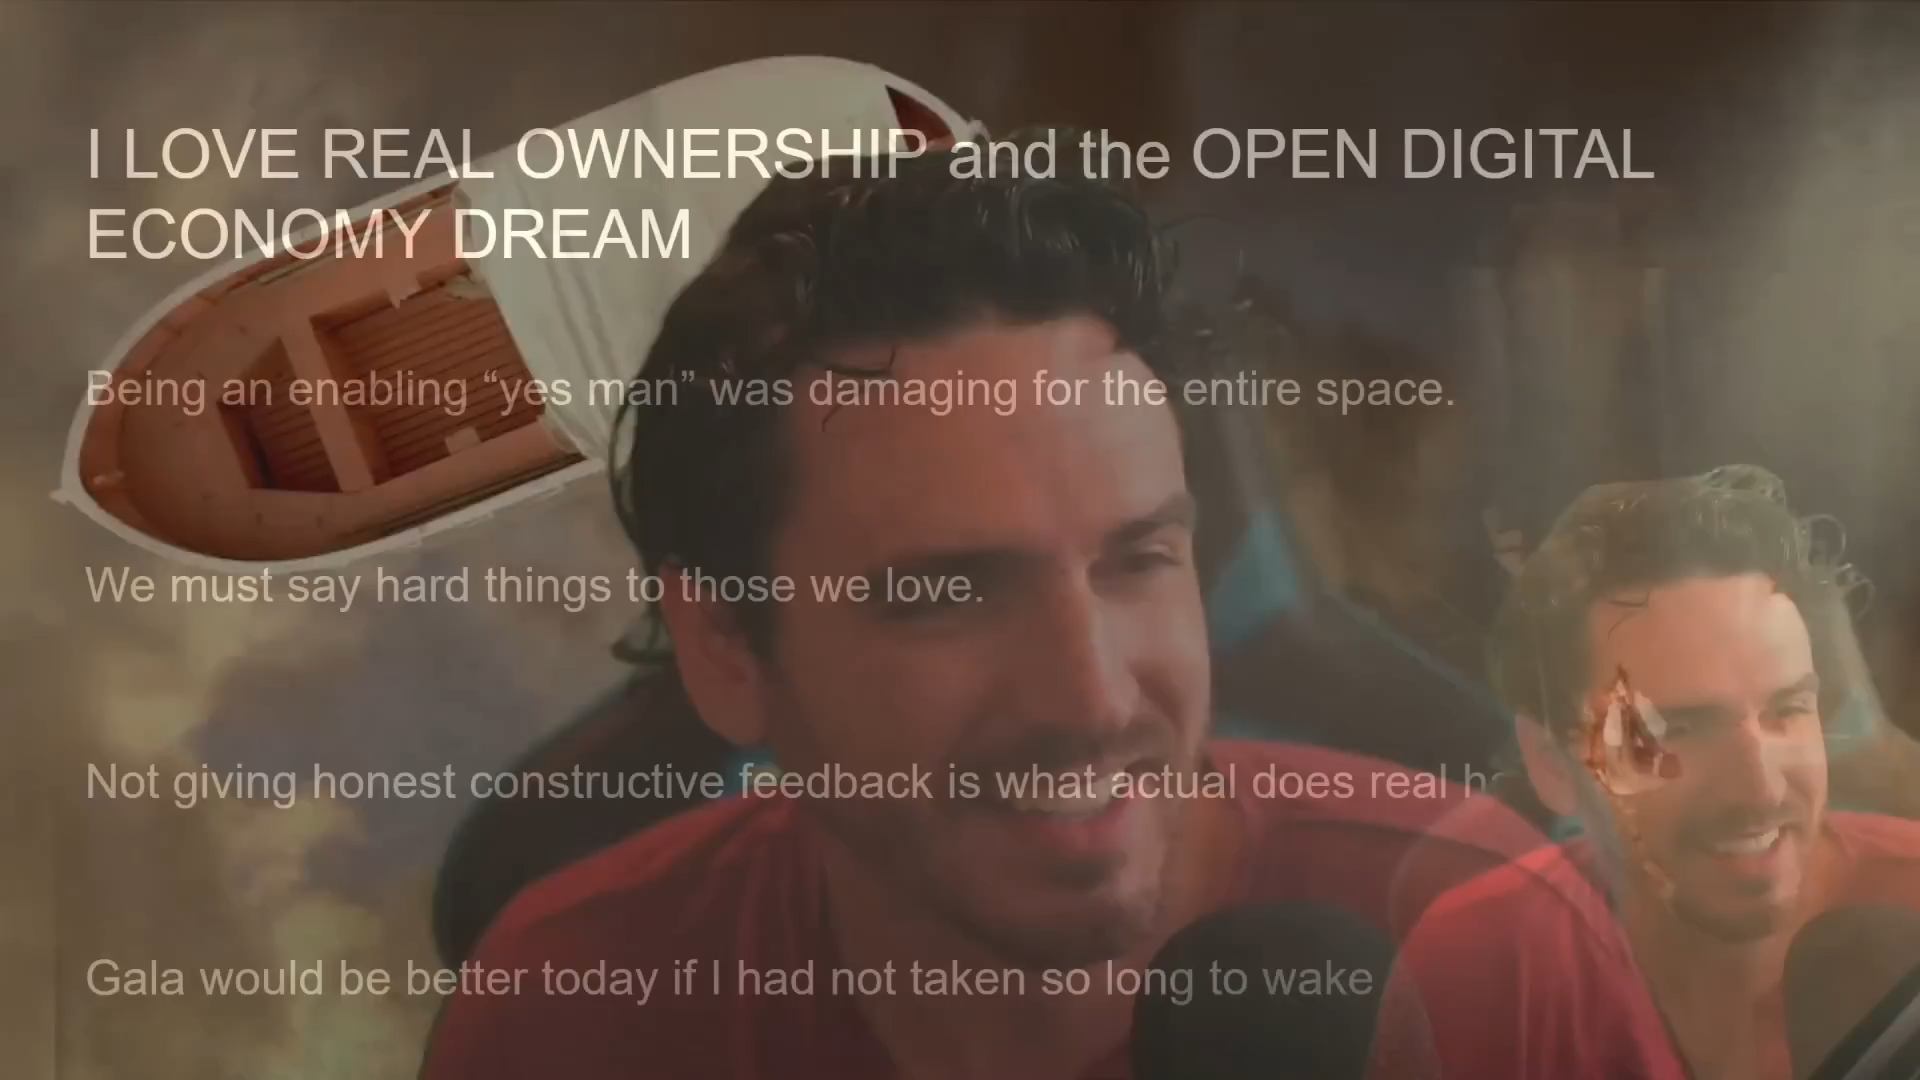 I LOVE REAL OWNERSHIP and the OPEN DIGITAL
ECONOMY DREAM
Being an enabling “yes man” was damaging for the entire space.
We must say hard things to those we love.
Not giving honest constructive feedback is what actual does real
Gala would be better today if I had not taken so long to wake